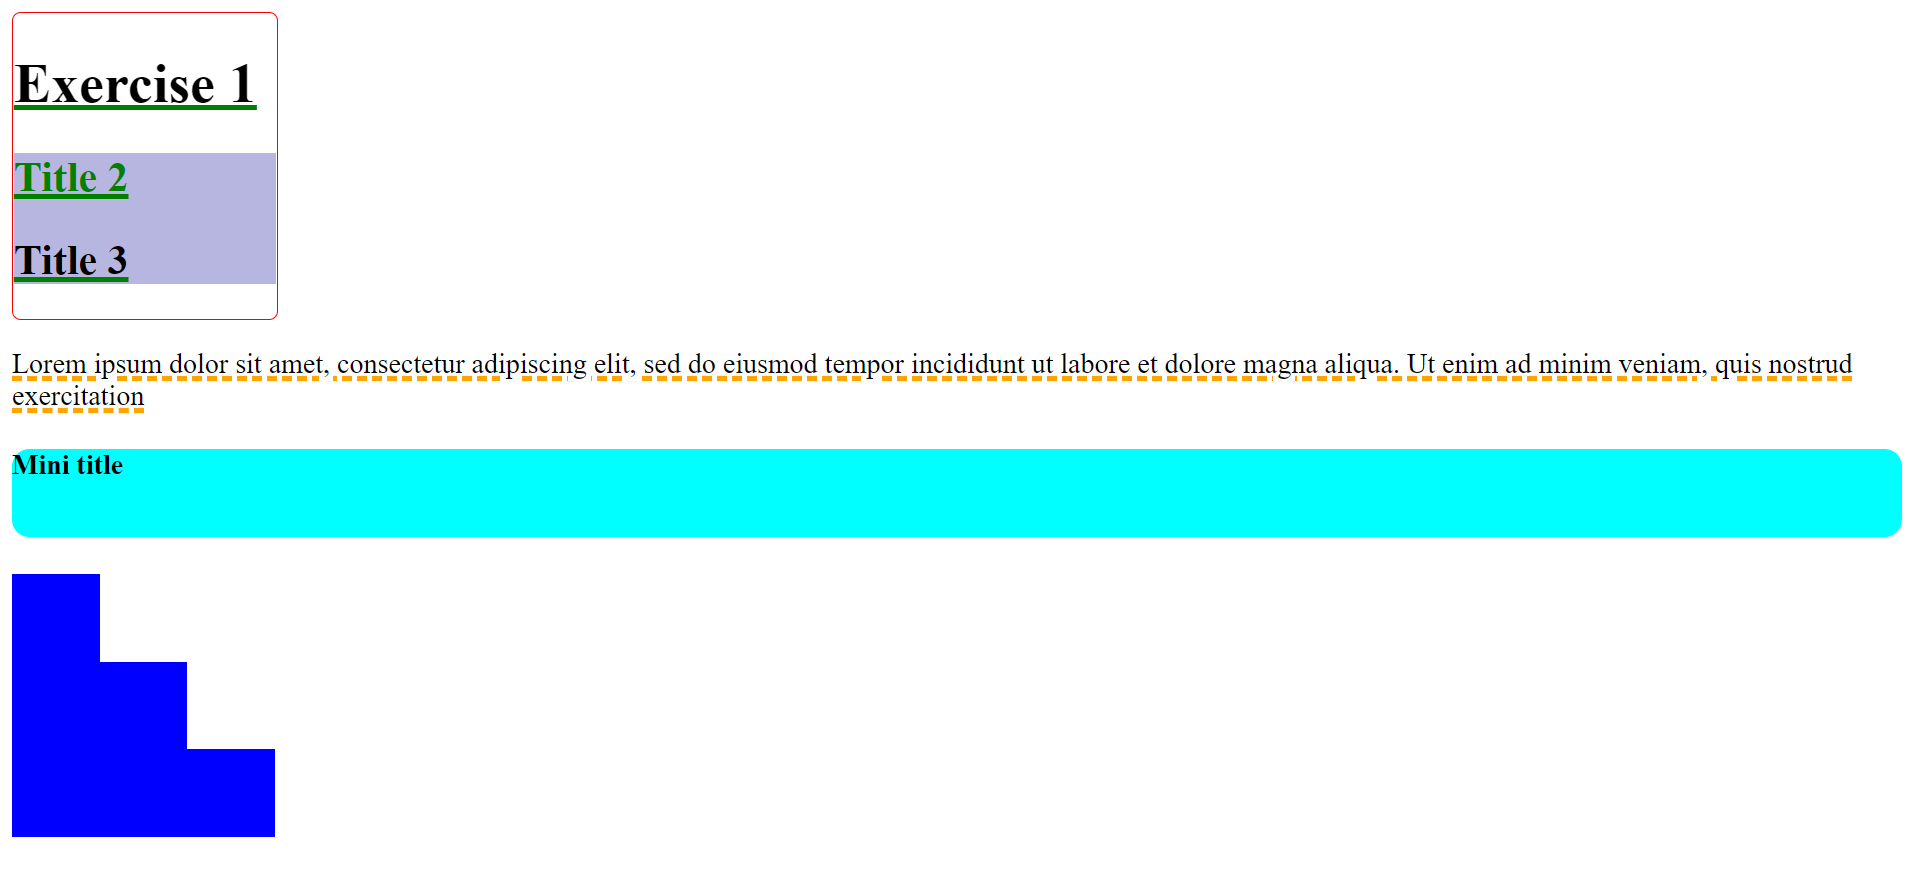 Exercise 1
Title 2
Title 3
Lorem ipsum dolor sit amet, consectetur adipiscing elit, sed do eiusmod tempor incididunt ut labore et dolore magna aliqua. Ut enim ad minim veniam, quis nostrud
exercitation
Mini title